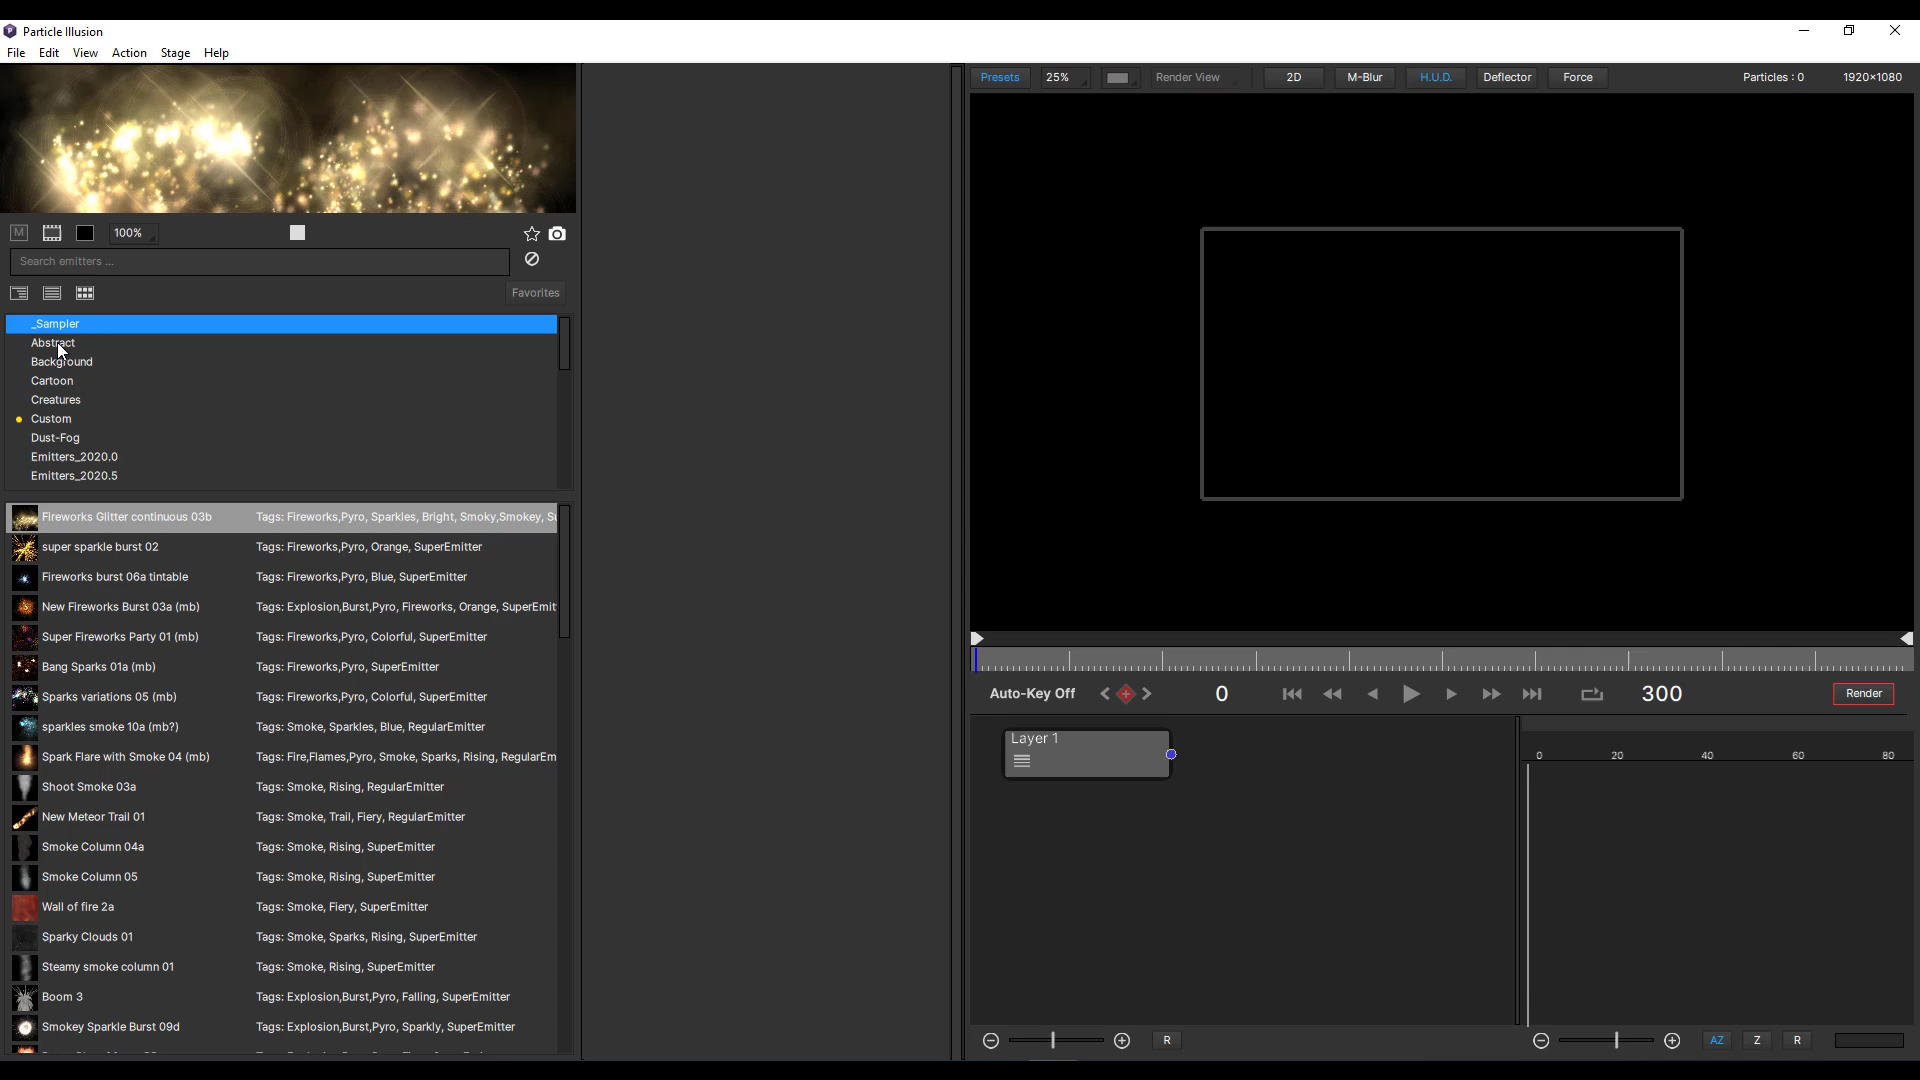 Particle Illusion
File Edit View Action Stage Help
Presets 25% Render View 2D M-Blur H.U.D. Deflector Force Particles : 0 1920×1080
M 100%
Search emitters ...
Favorites
_Sampler
Abstract
Background
Cartoon
Creatures
Custom
Dust-Fog
Emitters_2020.0
Emitters_2020.5
Fireworks Glitter continuous 03b Tags: Fireworks,Pyro, Sparkles, Bright, Smoky,Smokey, Su
super sparkle burst 02 Tags: Fireworks,Pyro, Orange, SuperEmitter
Fireworks burst 06a tintable Tags: Fireworks,Pyro, Blue, SuperEmitter
New Fireworks Burst 03a (mb) Tags: Explosion,Burst,Pyro, Fireworks, Orange, SuperEmit
Super Fireworks Party 01 (mb) Tags: Fireworks,Pyro, Colorful, SuperEmitter
Bang Sparks 01a (mb) Tags: Fireworks,Pyro, SuperEmitter
Sparks variations 05 (mb) Tags: Fireworks,Pyro, Colorful, SuperEmitter
sparkles smoke 10a (mb?) Tags: Smoke, Sparkles, Blue, RegularEmitter
Spark Flare with Smoke 04 (mb) Tags: Fire,Flames,Pyro, Smoke, Sparks, Rising, RegularEm
Shoot Smoke 03a Tags: Smoke, Rising, RegularEmitter
New Meteor Trail 01 Tags: Smoke, Trail, Fiery, RegularEmitter
Smoke Column 04a Tags: Smoke, Rising, SuperEmitter
Smoke Column 05 Tags: Smoke, Rising, SuperEmitter
Wall of fire 2a Tags: Smoke, Fiery, SuperEmitter
Sparky Clouds 01 Tags: Smoke, Sparks, Rising, SuperEmitter
Steamy smoke column 01 Tags: Smoke, Rising, SuperEmitter
Boom 3 Tags: Explosion,Burst,Pyro, Falling, SuperEmitter
Smokey Sparkle Burst 09d Tags: Explosion,Burst,Pyro, Sparkly, SuperEmitter
Auto-Key Off 0 300 Render
Layer 1
0 20 40 60 80
R AZ Z R